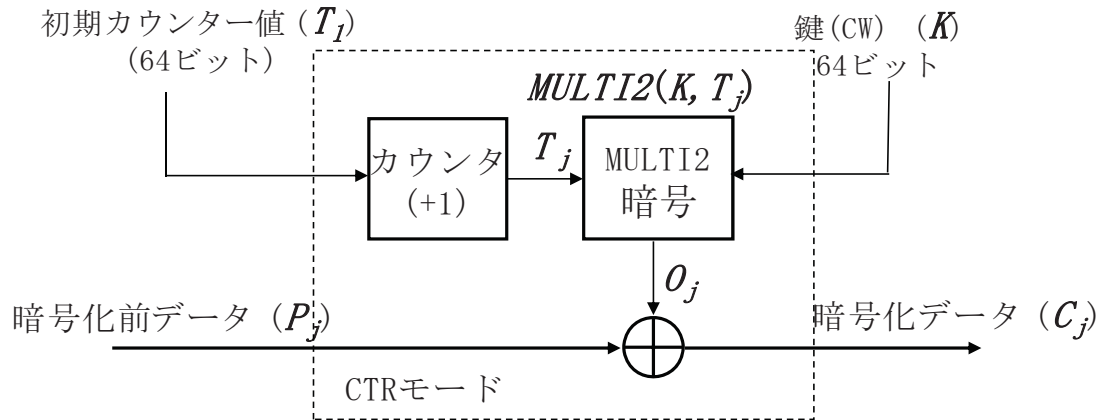 初期カウンター値(T1)
(64ビット)
鍵(CW) (K)
64ビット
MULTI2(K, Tj)
カウンタ
(+1)
Tj
MULTI2
暗号
Oj
暗号化前データ(Pj)
暗号化データ(Cj)
CTRモード